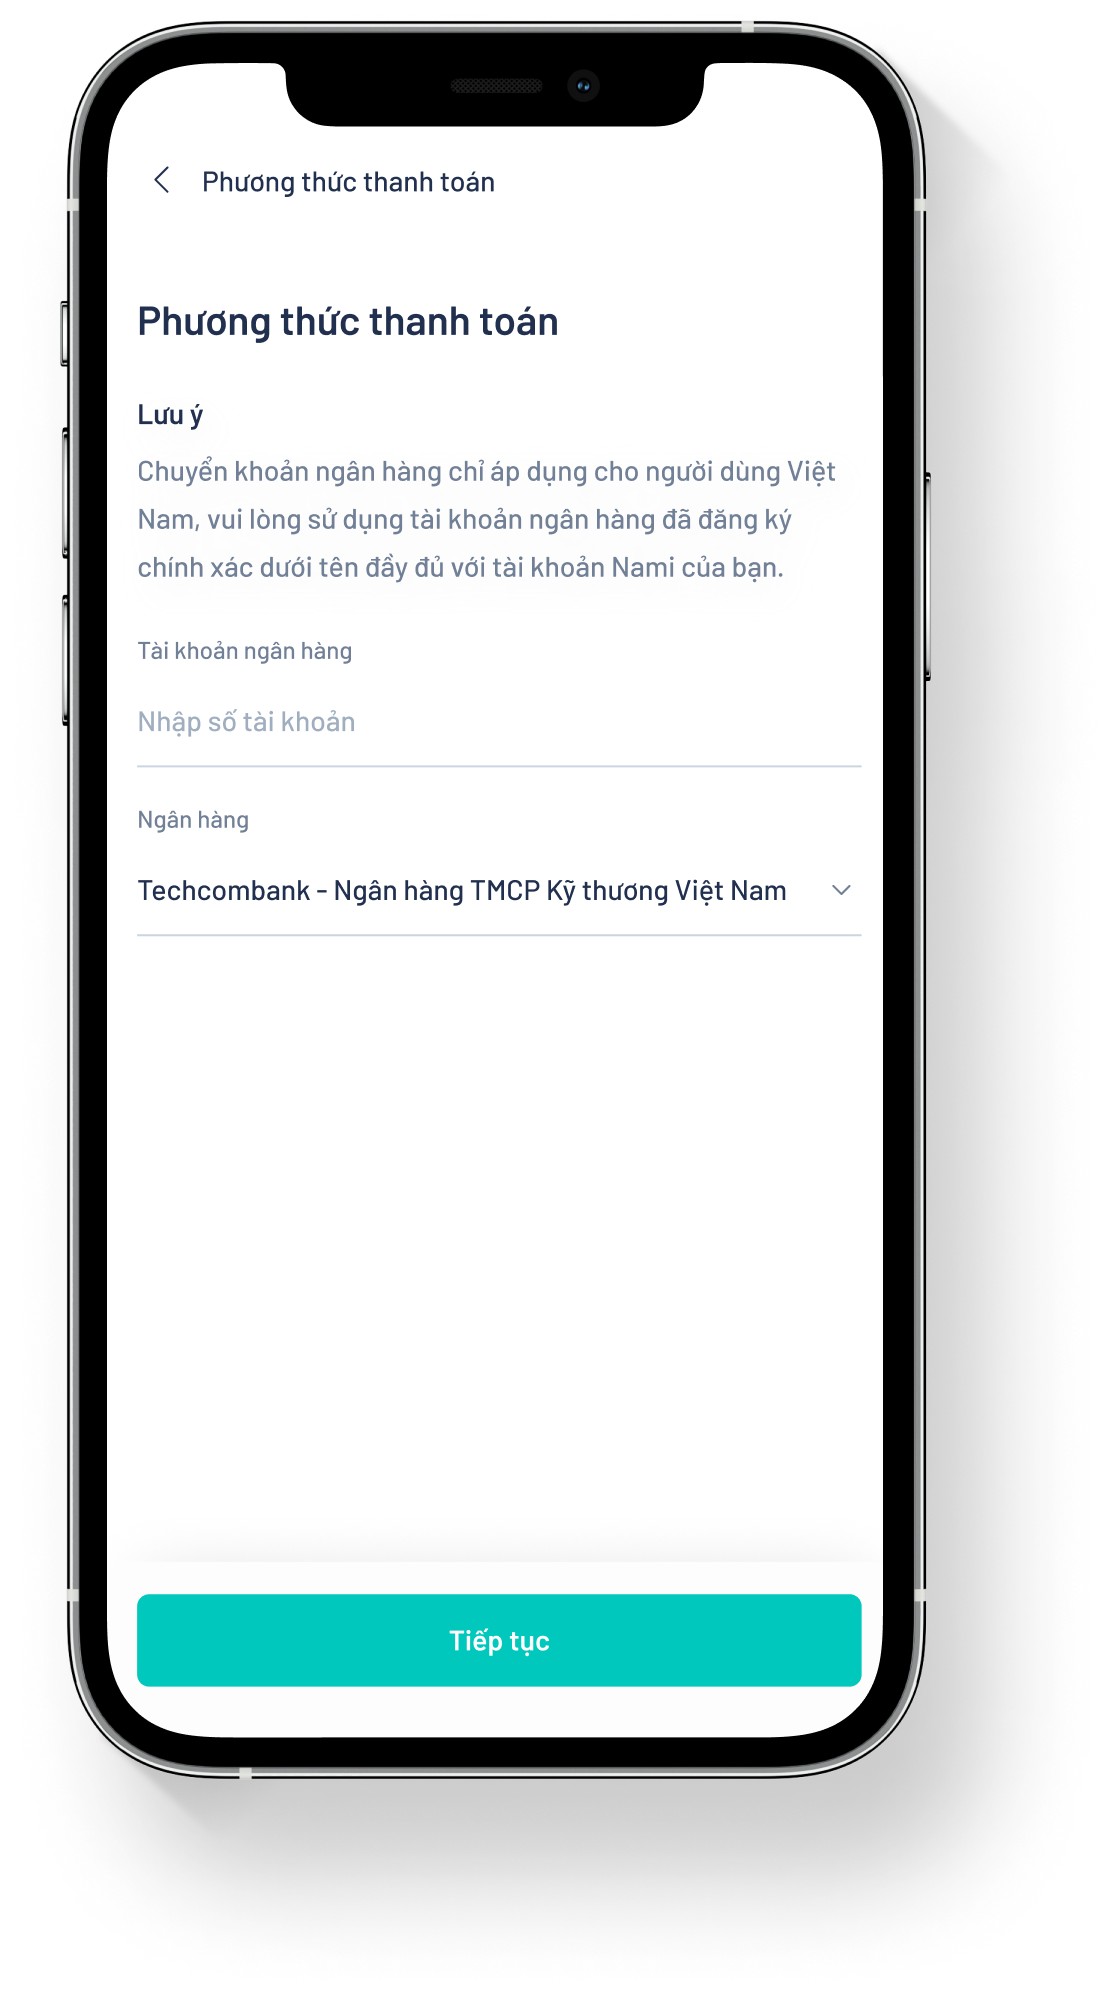 Phương thức thanh toán
Phương thức thanh toán
Lưu ý
Chuyển khoản ngân hàng chỉ áp dụng cho người dùng Việt
Nam, vui lòng sử dụng tài khoản ngân hàng đã đăng ký
chính xác dưới tên đầy đủ với tài khoản Nami của bạn.
Tài khoản ngân hàng
Nhập số tài khoản
Ngân hàng
Techcombank - Ngân hàng TMCP Kỹ thương Việt Nam
Tiếp tục